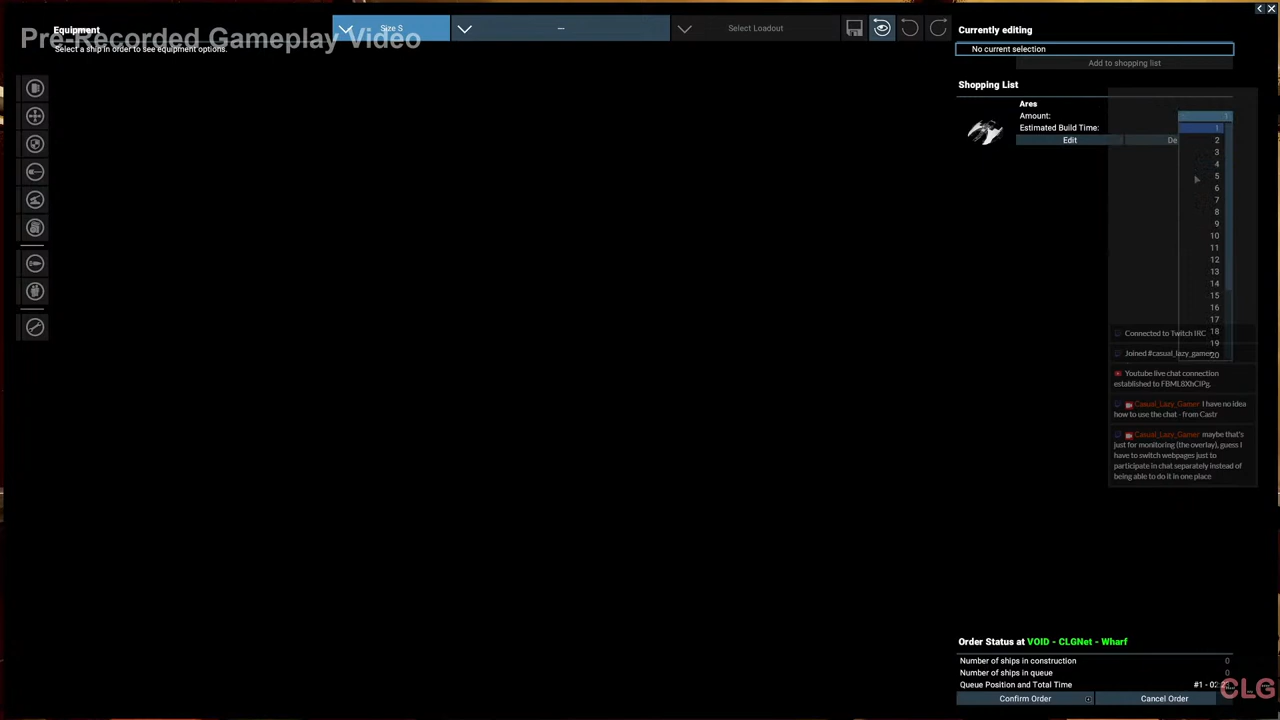 Equipment
Pre-Recorded Gameplay Video
Select a ship in order to see equipment options.
Size S
—
Select Loadout
Currently editing
No current selection
Add to shopping list
Shopping List
Ares
Amount:
Estimated Build Time:
Edit
De
1
1
2
3
4
5
6
7
8
9
10
11
12
13
14
15
16
17
18
19
20
Connected to Twitch IRC
Joined #casual_lazy_gamer
Youtube live chat connection
Casual_Lazy_Gamer I have no idea
how to use the chat - from Castr
Casual_Lazy_Gamer maybe that's
just for monitoring (the overlay), guess I
have to switch webpages just to
participate in chat separately instead of
being able to do it in one place
Order Status at VOID - CLGNet - Wharf
Number of ships in construction 0
Number of ships in queue 0
Queue Position and Total Time #1 - 02
Confirm Order
Cancel Order
CLG